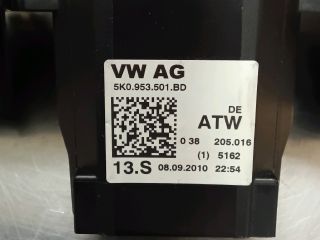 VW AG
5K0.953.501.BD
DE
ATW
0 38 205.016
(1) 5162
13.S 08.09.2010 22:54